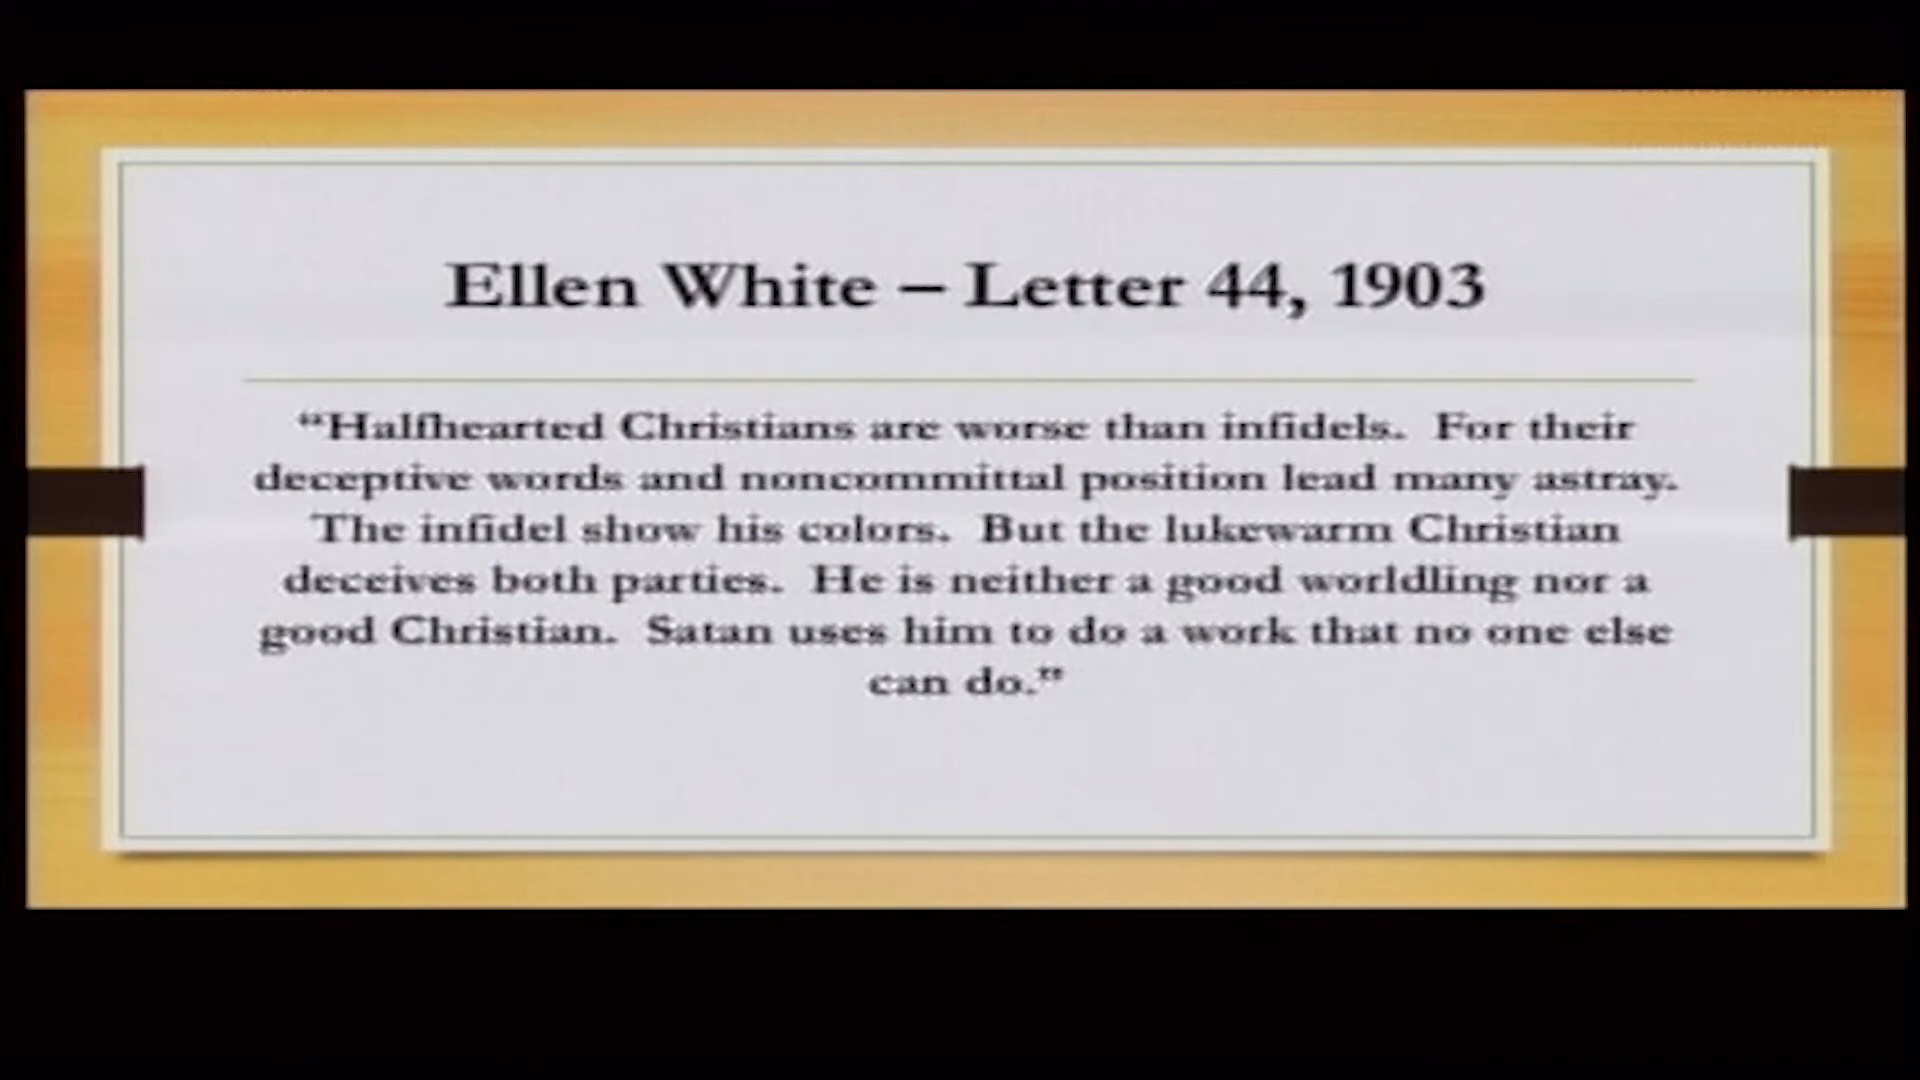 Ellen White – Letter 44, 1903
“Halfhearted Christians are worse than infidels. For their
deceptive words and noncommittal position lead many astray.
The infidel show his colors. But the lukewarm Christian
deceives both parties. He is neither a good worldling nor a
good Christian. Satan uses him to do a work that no one else
can do.”